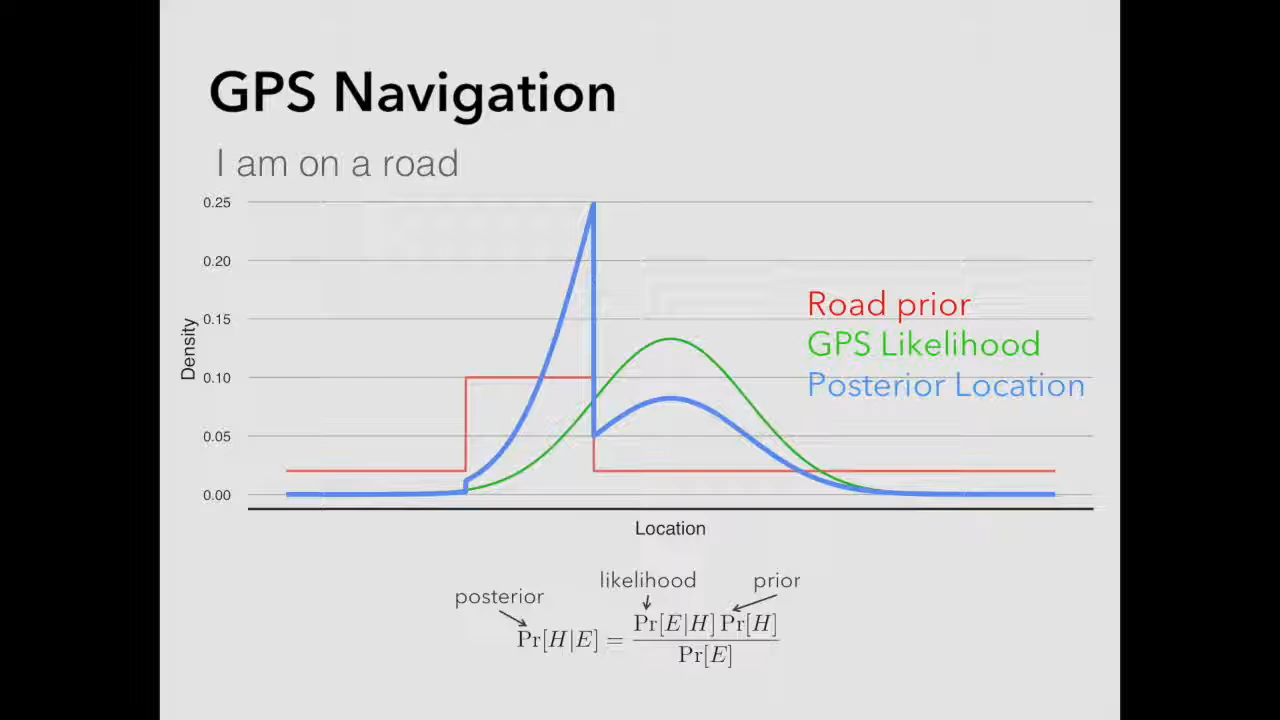 GPS Navigation
I am on a road
0.25
0.20
0.15
0.10
0.05
0.00
Density
Road prior
GPS Likelihood
Posterior Location
Location
likelihood prior
posterior
Pr[H|E] = Pr[E|H] Pr[H]
Pr[E]